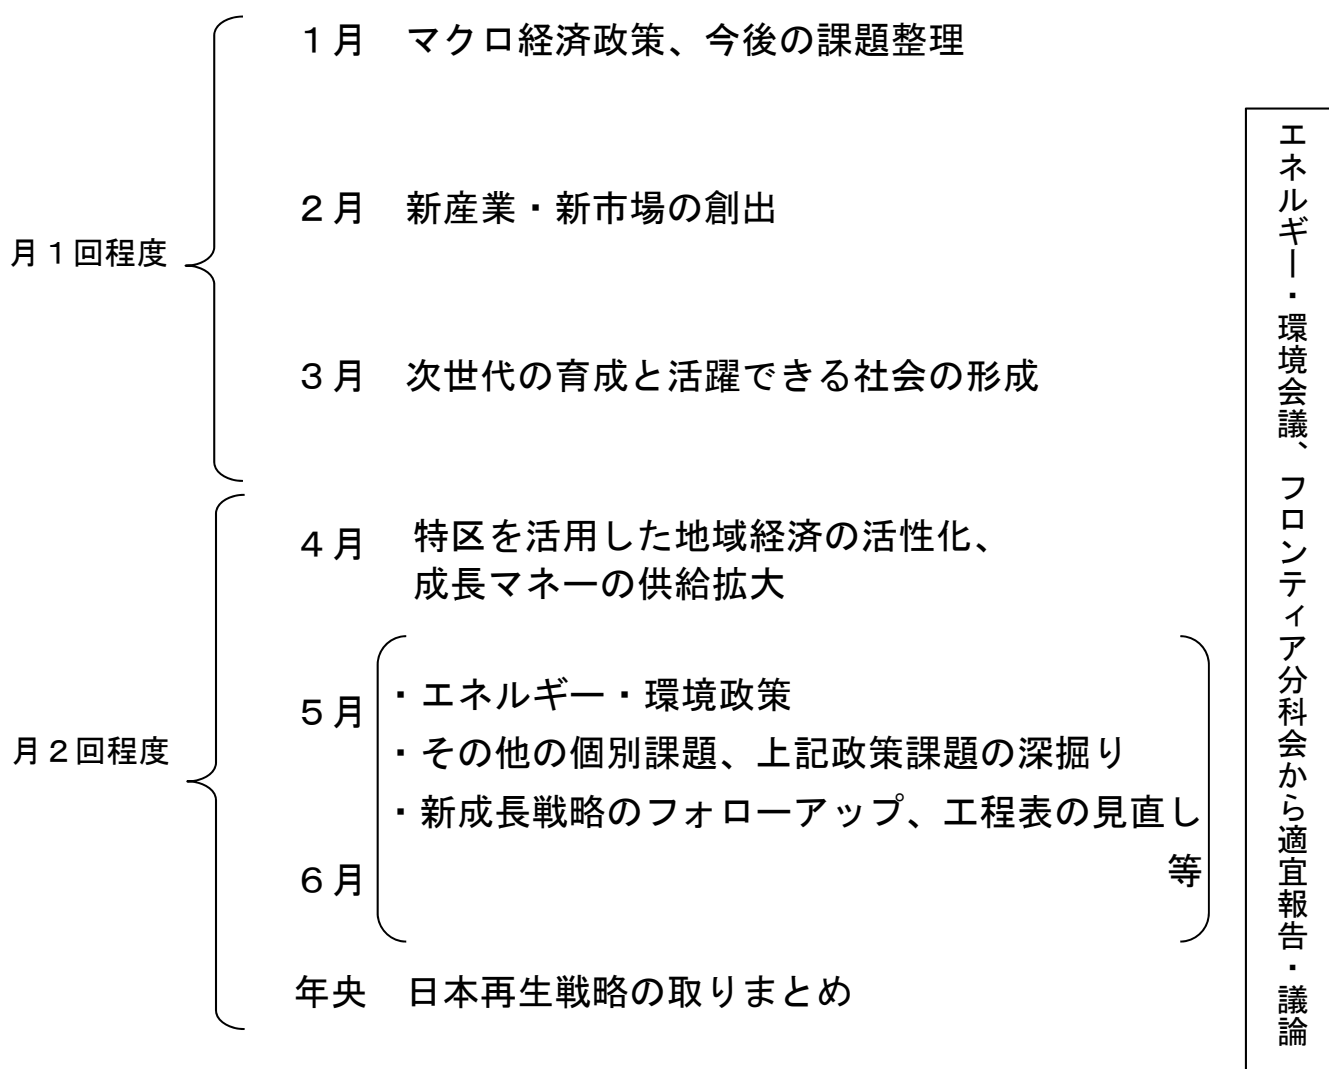 月１回程度
１月　マクロ経済政策、今後の課題整理
２月　新産業・新市場の創出
３月　次世代の育成と活躍できる社会の形成
月２回程度
４月　特区を活用した地域経済の活性化、
成長マネーの供給拡大
５月
・エネルギー・環境政策
・その他の個別課題、上記政策課題の深掘り
・新成長戦略のフォローアップ、工程表の見直し
等
６月
年央　日本再生戦略の取りまとめ
エネルギー・環境会議、フロンティア分科会から適宜報告・議論